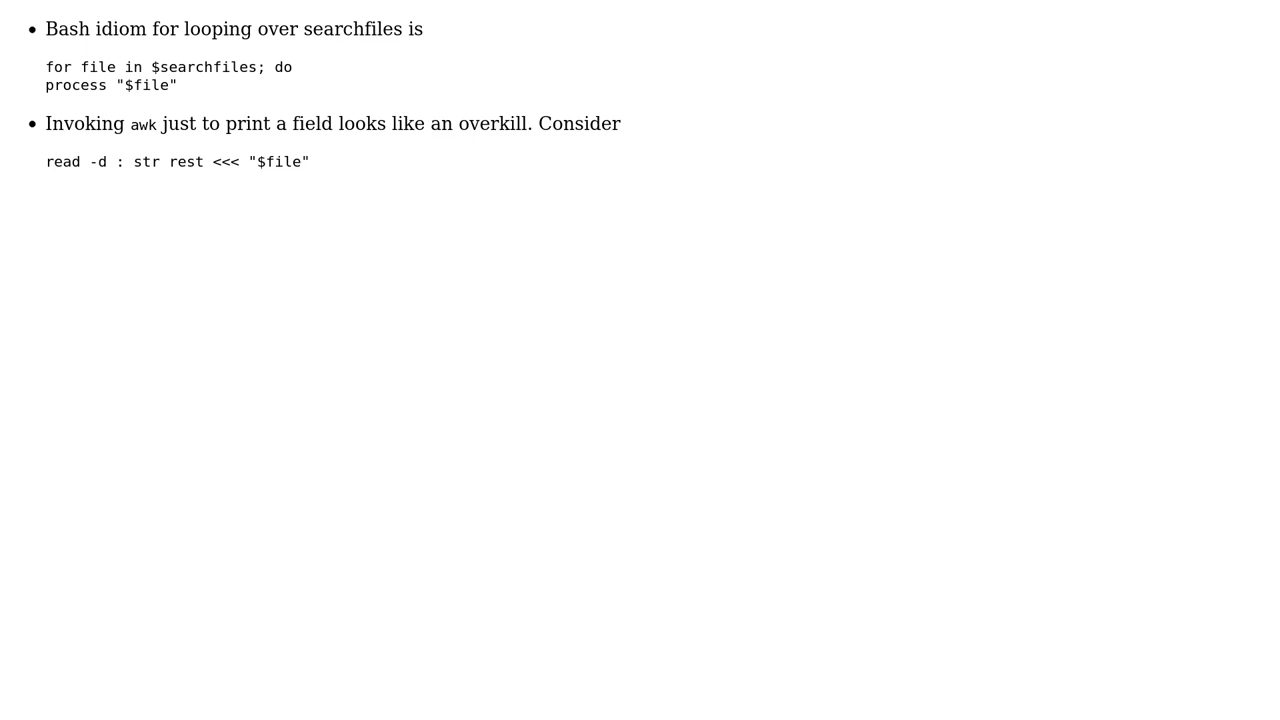 • Bash idiom for looping over searchfiles is
for file in $searchfiles; do
process "$file"
• Invoking awk just to print a field looks like an overkill. Consider
read -d : str rest <<< "$file"